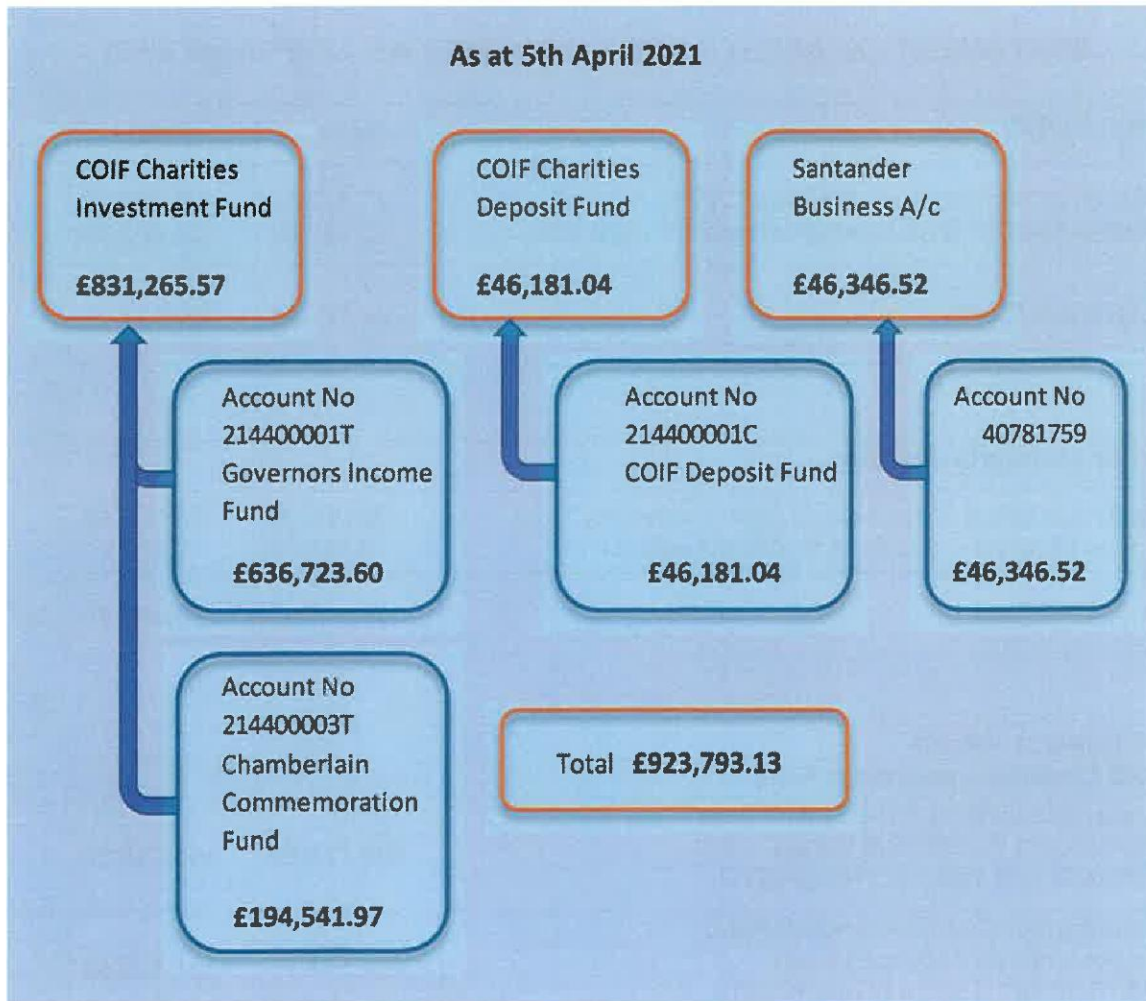 As at 5th April 2021
COIF Charities
Investment Fund
£831,265.57
COIF Charities
Deposit Fund
£46,181.04
Santander
Business A/c
£46,346.52
Account No
214400001T
Governors Income
Fund
£636,723.60
Account No
214400001C
COIF Deposit Fund
£46,181.04
Account No
40781759
£46,346.52
Account No
214400003T
Chamberlain
Commemoration
Fund
£194,541.97
Total £923,793.13